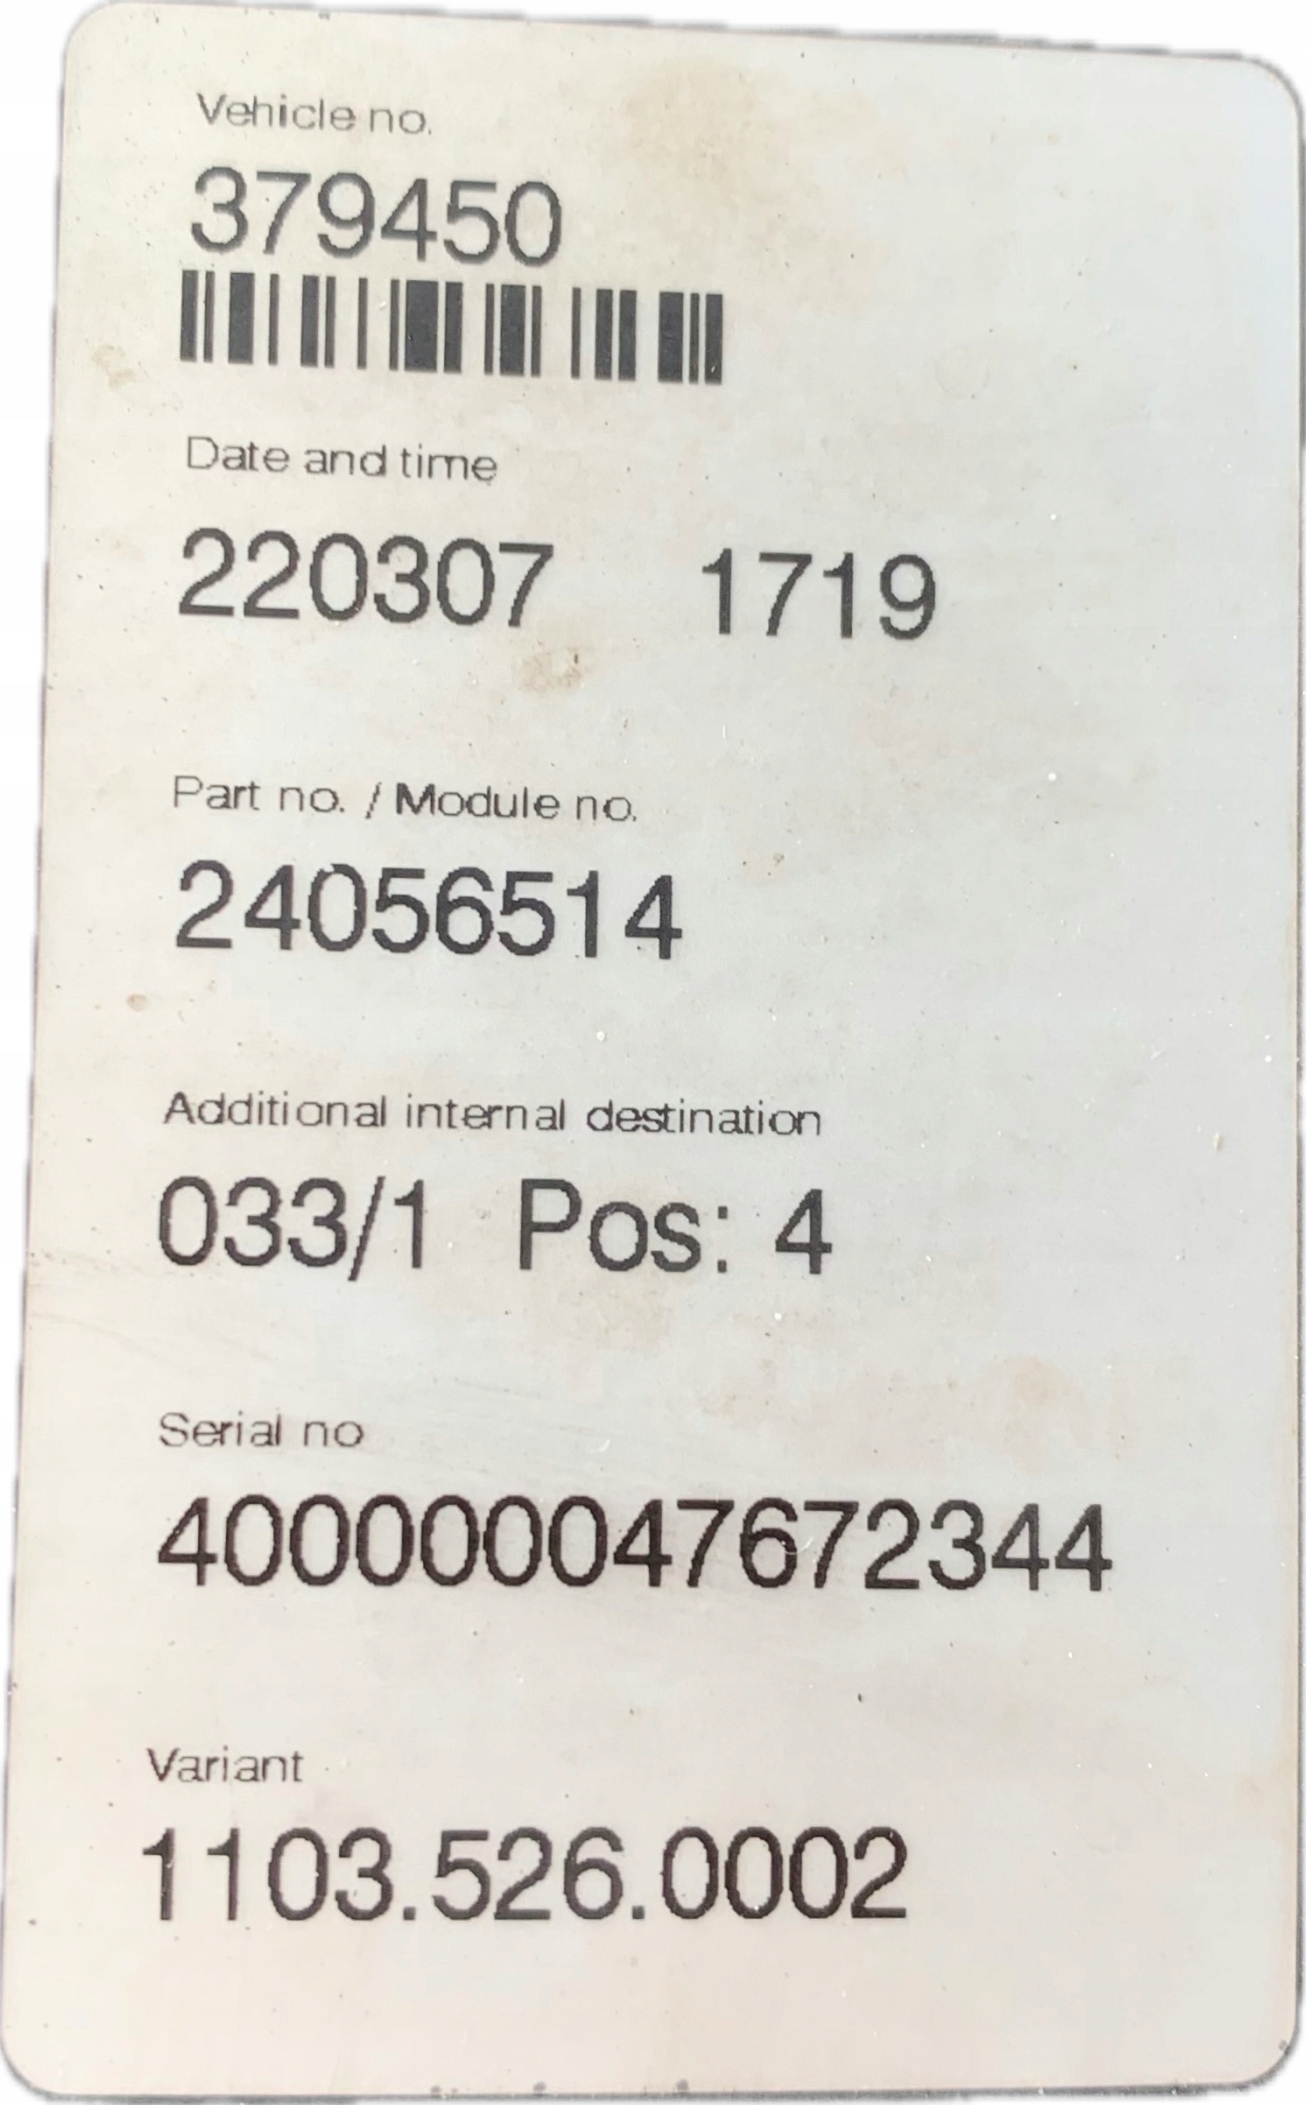 Vehicle no.
379450
Date and time
220307 1719
Part no. / Module no.
24056514
Additional internal destination
033/1 Pos: 4
Serial no
400000047672344
Variant
1103.526.0002